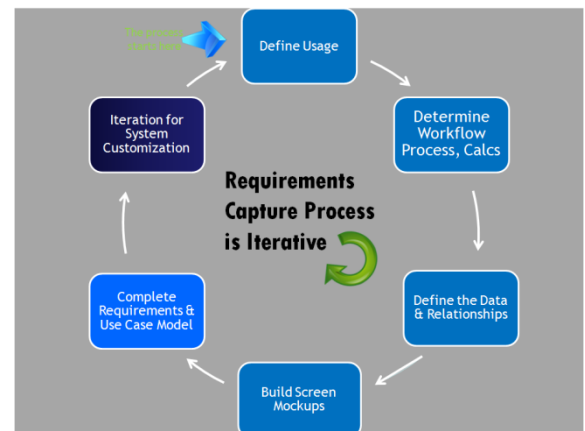 The process
starts here
Define Usage
Determine
Workflow
Process, Calcs
Define the Data
& Relationships
Build Screen
Mockups
Complete
Requirements &
Use Case Model
Iteration for
System
Customization
Requirements
Capture Process
is Iterative